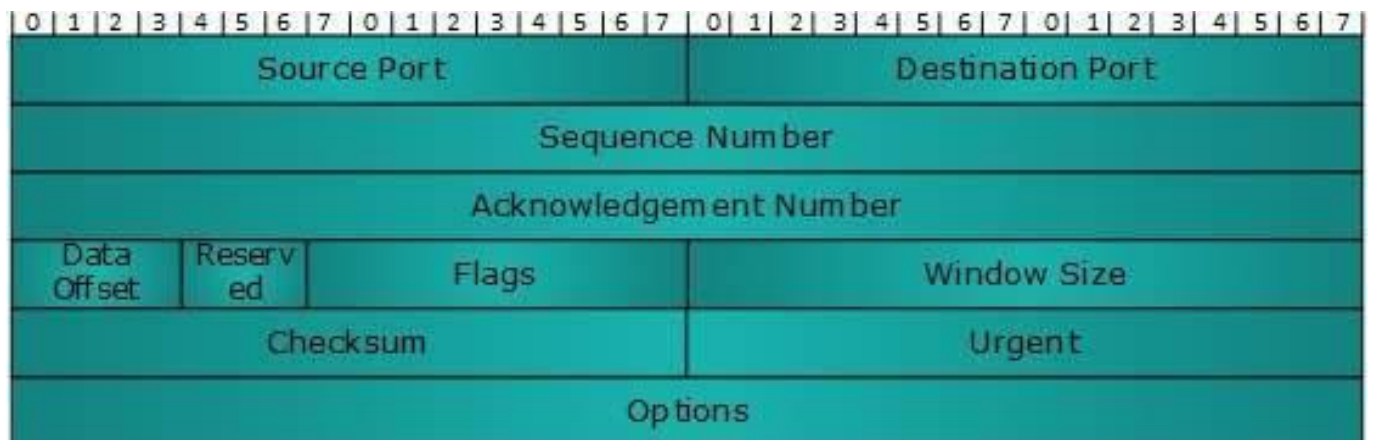 0 1 2 3 4 5 6 7 0 1 2 3 4 5 6 7 0 1 2 3 4 5 6 7 0 1 2 3 4 5 6 7
Source Port Destination Port
Sequence Number
Acknowledgement Number
Data Offset Reserved Flags Window Size
Checksum Urgent
Options